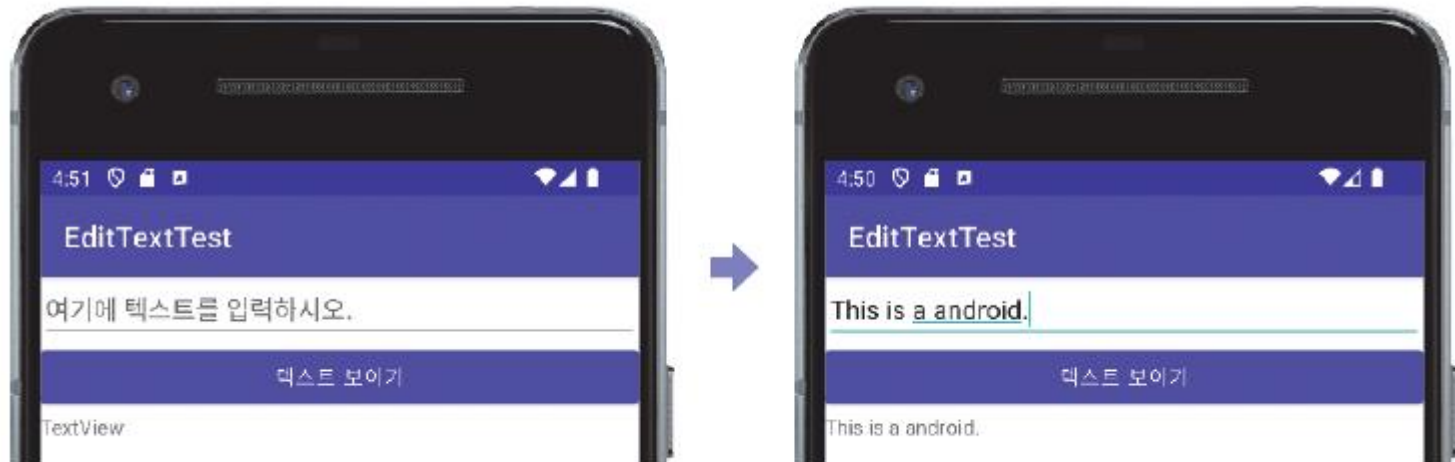 4:51
EditTextTest
여기에 텍스트를 입력하시오.
텍스트 보이기
TextView
4:50
EditTextTest
This is a android.
텍스트 보이기
This is a android.